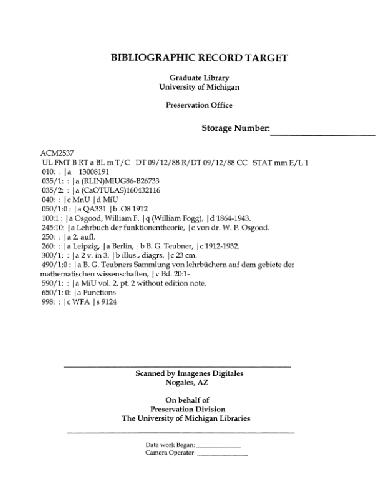 BIBLIOGRAPHIC RECORD TARGET
Graduate Library
University of Michigan
Preservation Office
Storage Number:
ACM2537
UL FMT B RT a BL m T/C DT 09/12/88 R/DT 09/12/88 CC STAT mm E/L 1
010: : |a 13008191
035/1: : |a (RLIN)MIUG86-B26733
035/2: : |a (CaOTULAS)160132116
040: : |c MnU |d MiU
050/1:0: |a QA331 |b .O8 1912
100:1 : |a Osgood, William F. |q (William Fogg), |d 1864-1943.
245:10: |a Lehrbuch der funktionentheorie, |c von dr. W. F. Osgood.
250: : |a 2. aufl.
260: : |a Leipzig, |a Berlin, |b B. G. Teubner, |c 1912-1932.
300/1: : |a 2 v. in 3. |b illus., diagrs. |c 23 cm.
490/1:0 : |a B. G. Teubners Sammlung von lehrbüchern auf dem gebiete der
mathematischen wissenschaften, |v Bd. 20:1-
590/1: : |a MiU vol. 2, pt. 2 without edition note.
650/1: 0: |a Functions
998: : |c WFA |s 9124
Scanned by Imagenes Digitales
Nogales, AZ
On behalf of
Preservation Division
The University of Michigan Libraries
Date work Began:
Camera Operator